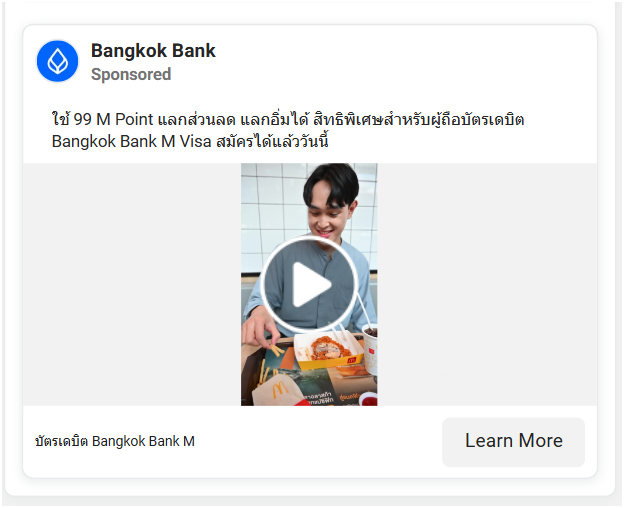 Bangkok Bank
Sponsored
ใช้ 99 M Point แลกส่วนลด แลกอิ่มได้ สิทธิพิเศษสำหรับผู้ถือบัตรเดบิต
Bangkok Bank M Visa สมัครได้แล้ววันนี้
บัตรเดบิต Bangkok Bank M
Learn More